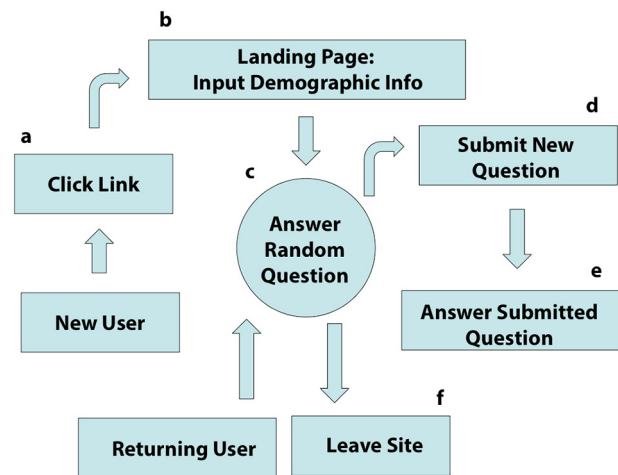 b
Landing Page:
Input Demographic Info
a
Click Link
d
Submit New
Question
c
Answer
Random
Question
New User
e
Answer Submitted
Question
Returning User
f
Leave Site